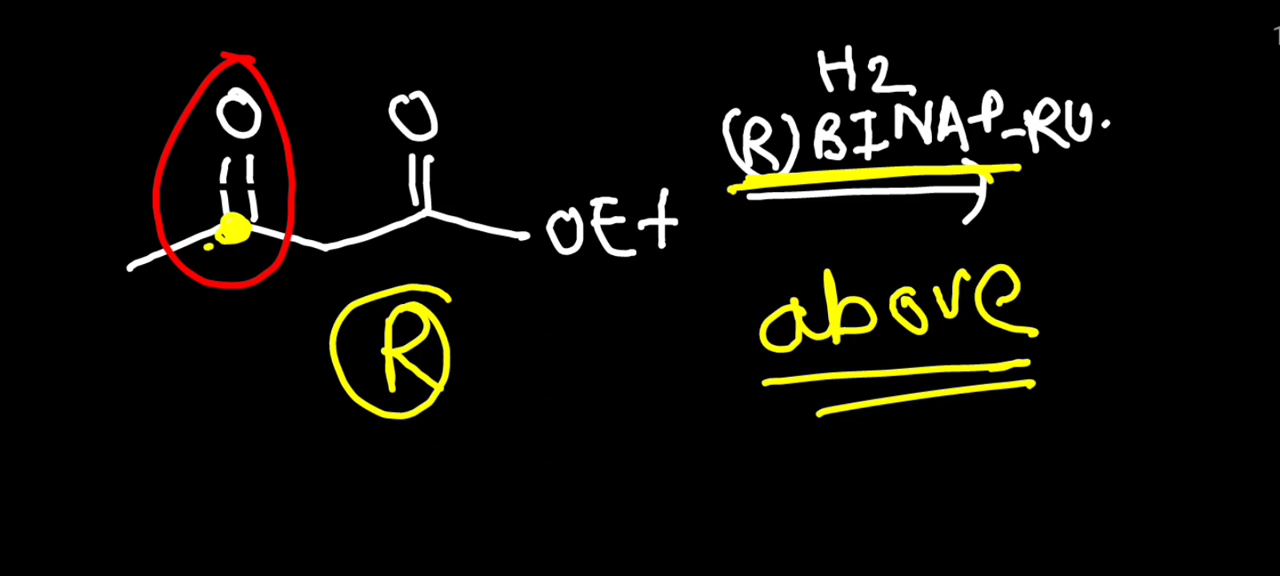 H2
(R) BINAP-RU.
O O
OEt
R
above